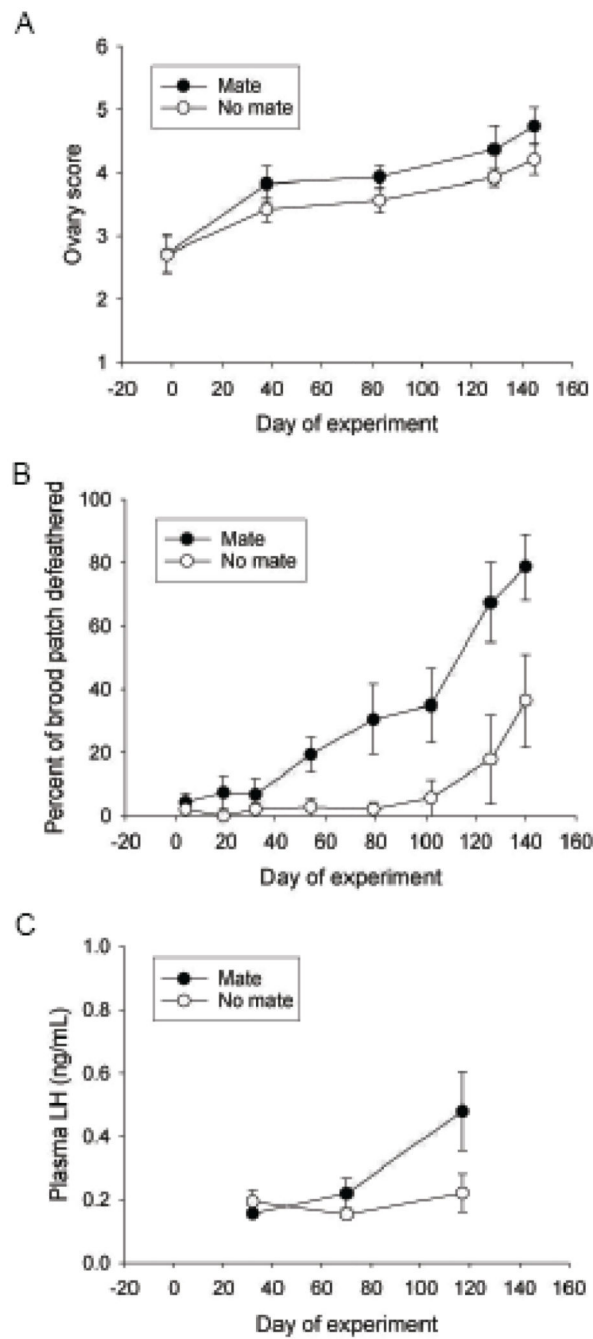 A
6
5
4
3
2
1
Ovary score
Mate
No mate
-20 0 20 40 60 80 100 120 140 160
Day of experiment
B
100
80
60
40
20
0
Percent of brood patch defeathered
Mate
No mate
-20 0 20 40 60 80 100 120 140 160
Day of experiment
C
1.0
0.8
0.6
0.4
0.2
0.0
Plasma LH (ng/mL)
Mate
No mate
-20 0 20 40 60 80 100 120 140 160
Day of experiment